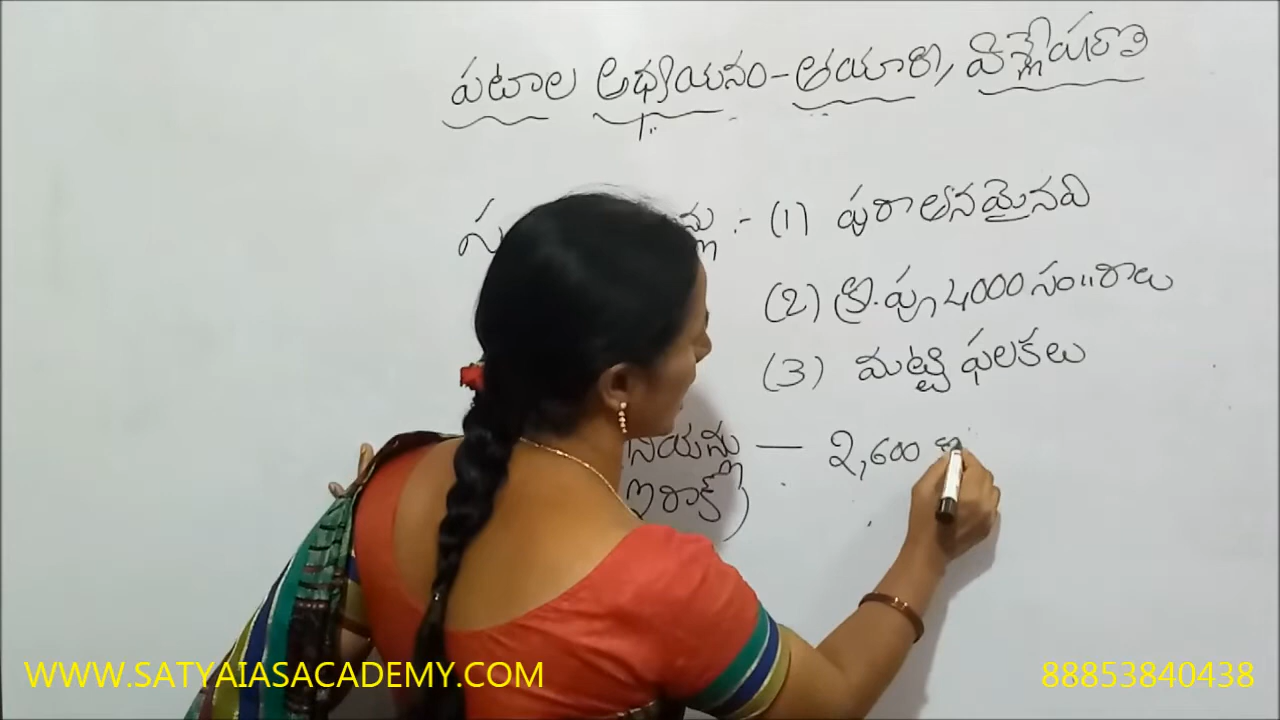 పటాల అధ్యయనం - తయారి, విశ్లేషణ
:- (1) పురాతనమైనవి
(2) క్రీ.పూ 4000 సం॥రాలు
(3) మట్టి ఫలకలు
నియన్లు — 2,600
ఇరాక్)
WWW.SATYAIASACADEMY.COM
88853840438